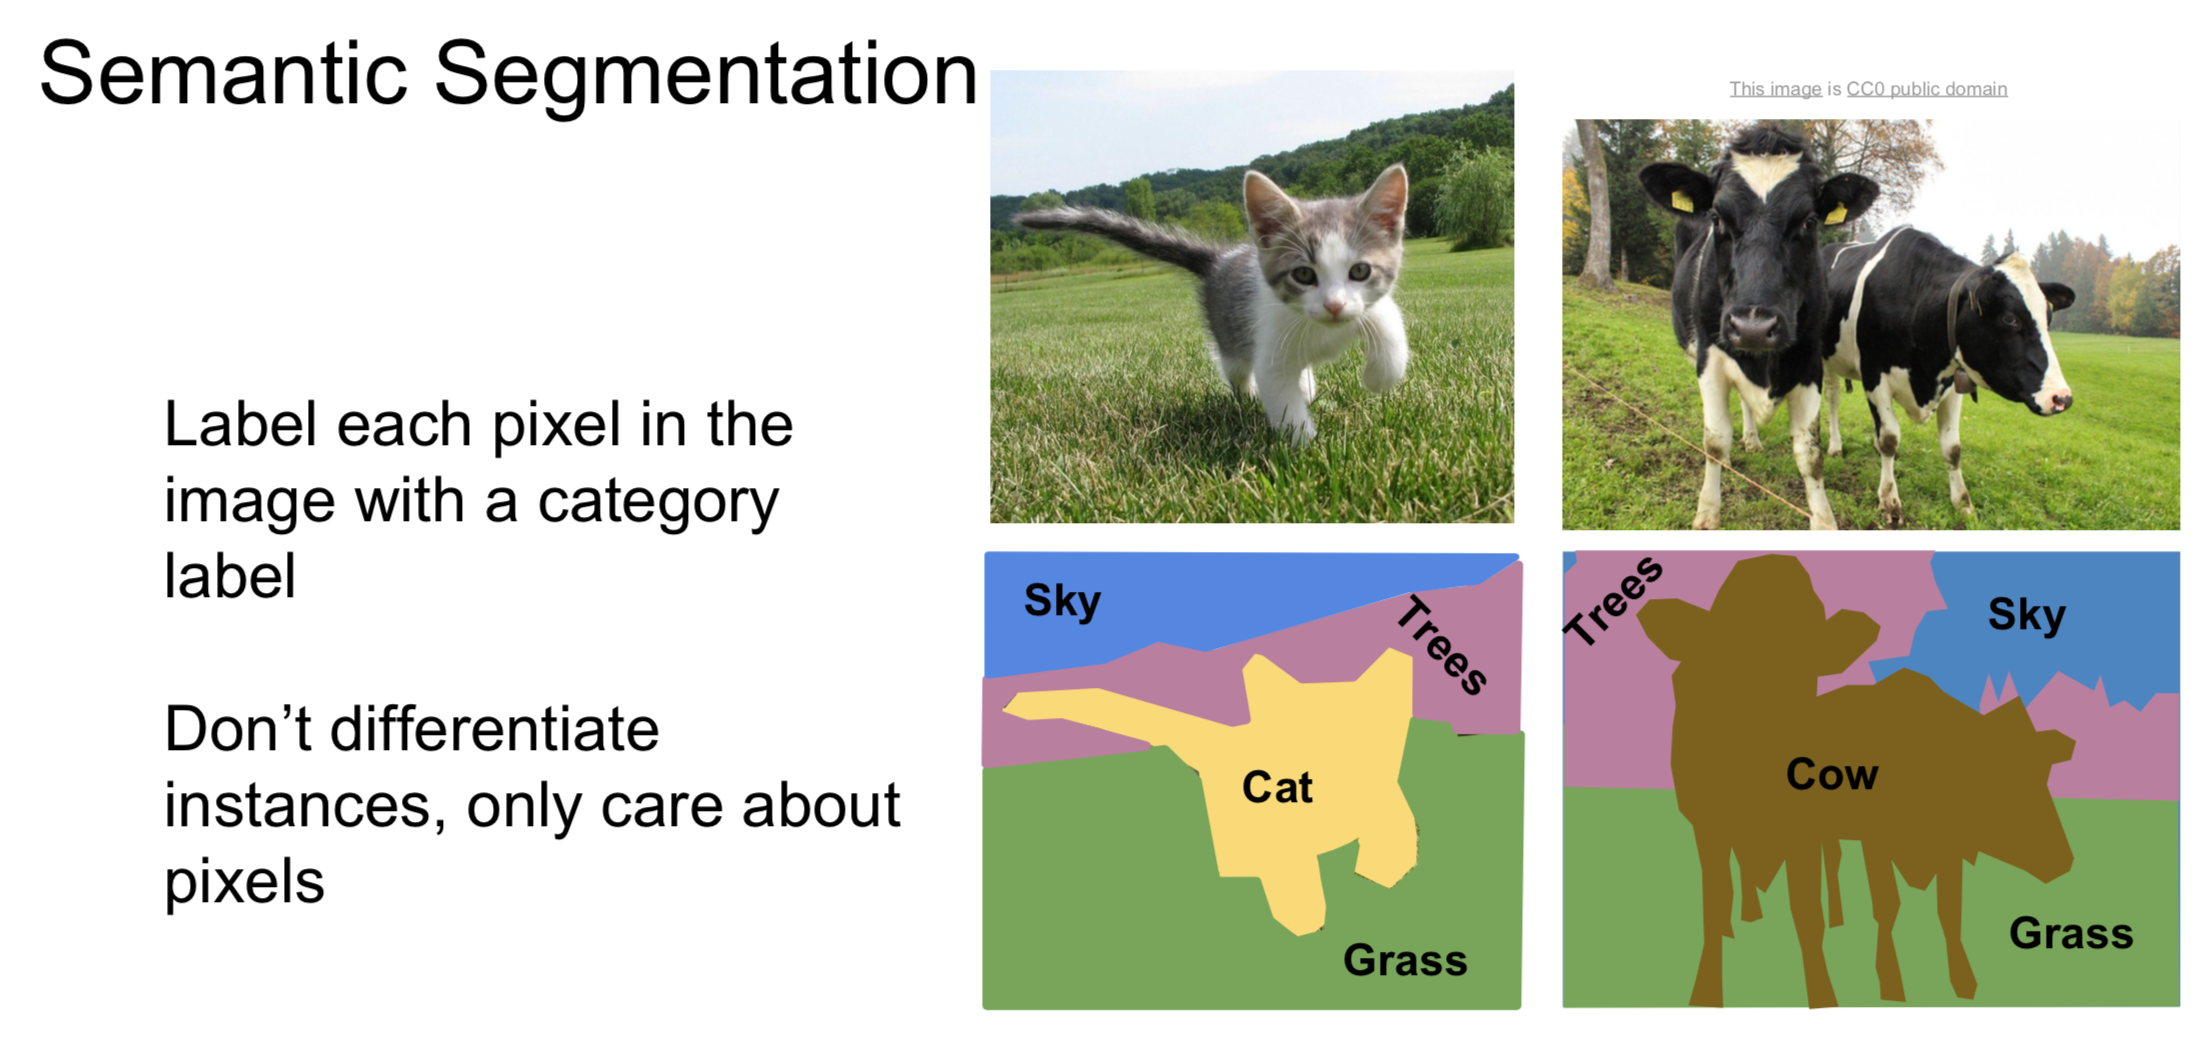 Semantic Segmentation
This image is CC0 public domain
Label each pixel in the
image with a category
label
Don’t differentiate
instances, only care about
pixels
Sky
Trees
Cat
Grass
Trees
Sky
Cow
Grass